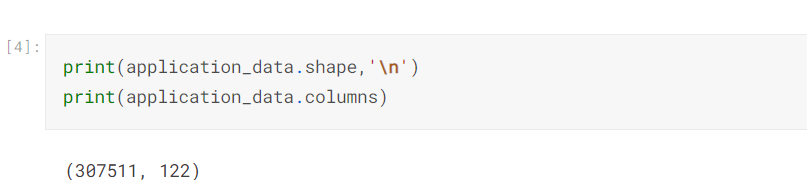 [4]:
print(application_data.shape,'\n')
print(application_data.columns)
(307511, 122)